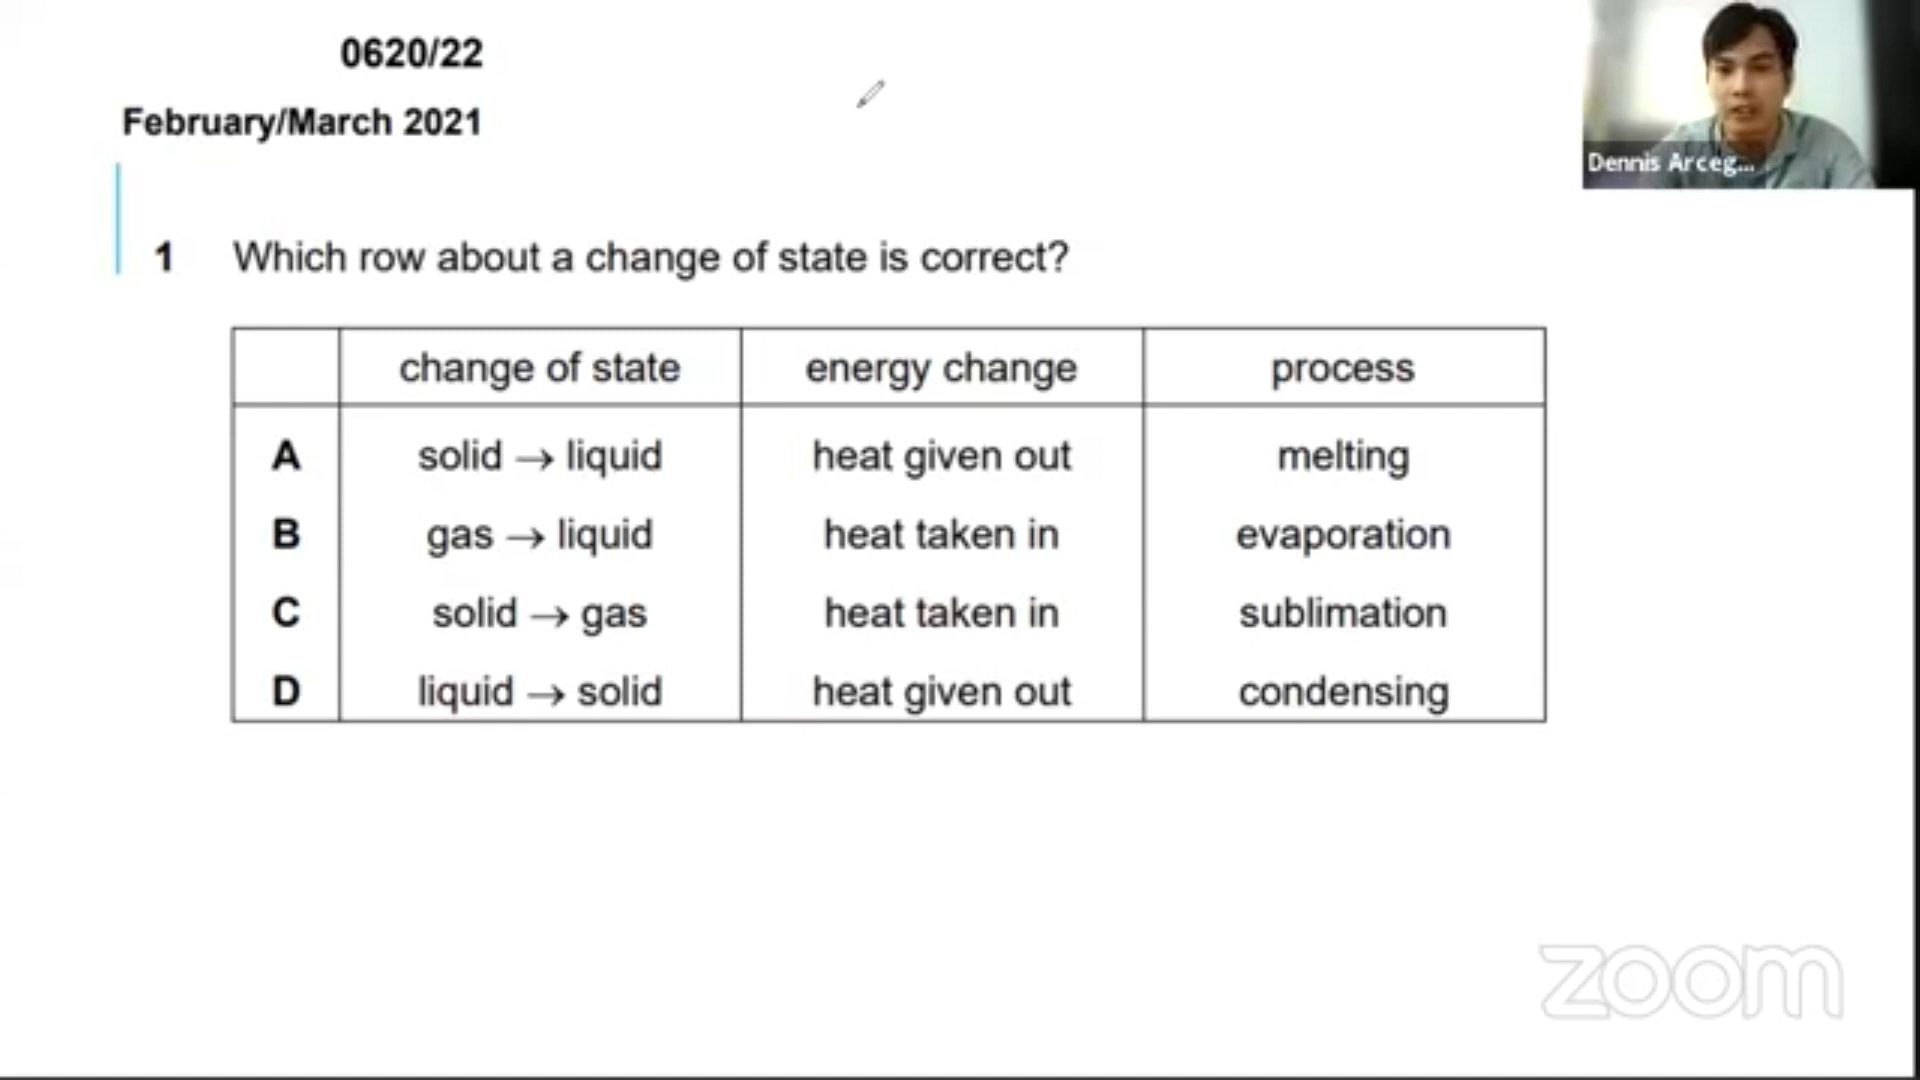 0620/22
February/March 2021
Dennis Arceg...
1 Which row about a change of state is correct?
change of state energy change process
A solid → liquid heat given out melting
B gas → liquid heat taken in evaporation
C solid → gas heat taken in sublimation
D liquid → solid heat given out condensing
zoom